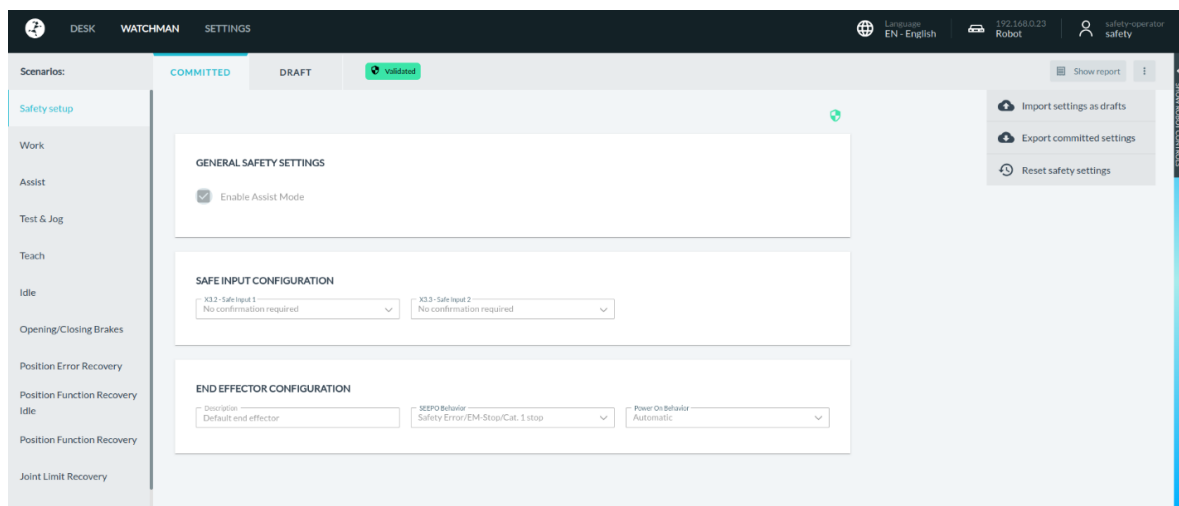 DESK WATCHMAN SETTINGS
Language
EN - English
192.168.0.23
Robot
safety-operator
safety
Scenarios:
COMMITTED DRAFT Validated Show report
Safety setup
Work
Assist
Test & Jog
Teach
Idle
Opening/Closing Brakes
Position Error Recovery
Position Function Recovery
Idle
Position Function Recovery
Joint Limit Recovery
GENERAL SAFETY SETTINGS
Enable Assist Mode
SAFE INPUT CONFIGURATION
X3.2 - Safe Input 1
No confirmation required
X3.3 - Safe Input 2
No confirmation required
END EFFECTOR CONFIGURATION
Description
Default end effector
SEEPO Behavior
Safety Error/EM-Stop/Cat. 1 stop
Power On Behavior
Automatic
Import settings as drafts
Export committed settings
Reset safety settings